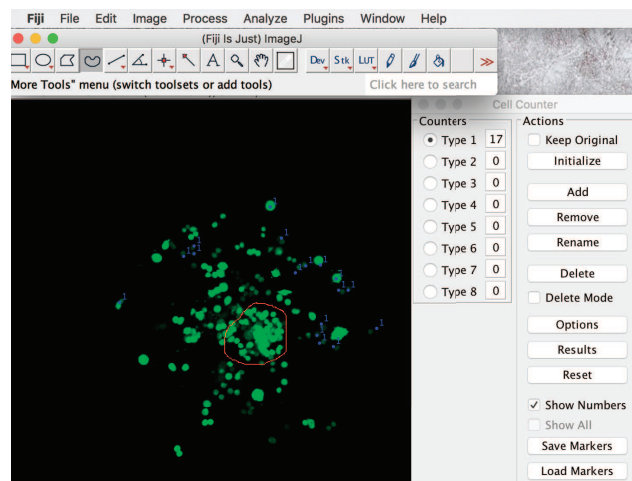 Fiji File Edit Image Process Analyze Plugins Window Help
(Fiji Is Just) ImageJ
A Dev Stk LUT >>
More Tools" menu (switch toolsets or add tools) Click here to search
Cell Counter
Counters
Type 1 17
Type 2 0
Type 3 0
Type 4 0
Type 5 0
Type 6 0
Type 7 0
Type 8 0
Actions
Keep Original
Initialize
Add
Remove
Rename
Delete
Delete Mode
Options
Results
Reset
Show Numbers
Show All
Save Markers
Load Markers